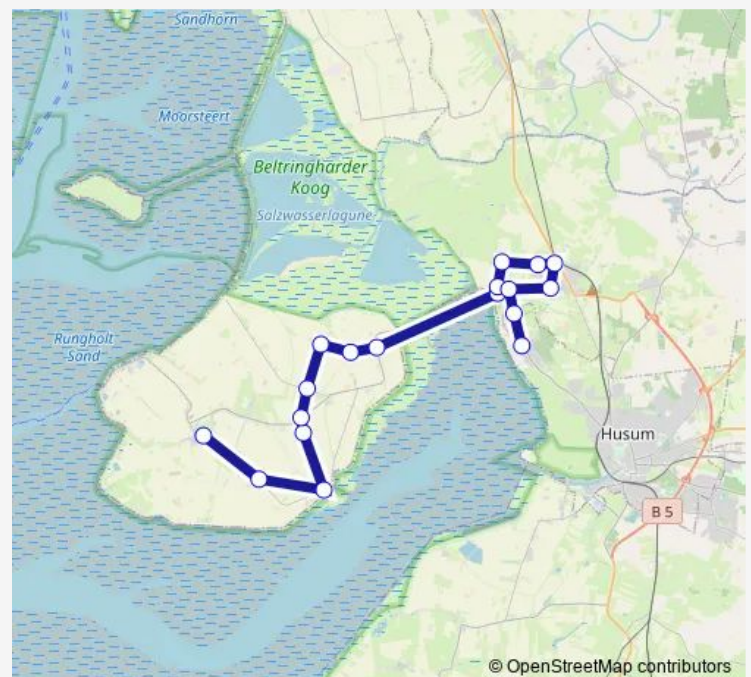 Sandhorn
Moorsteert
Beltringharder
Koog
Salzwasserlagune
Rungholt
Sand
Husum
B 5
© OpenStreetMap contributors